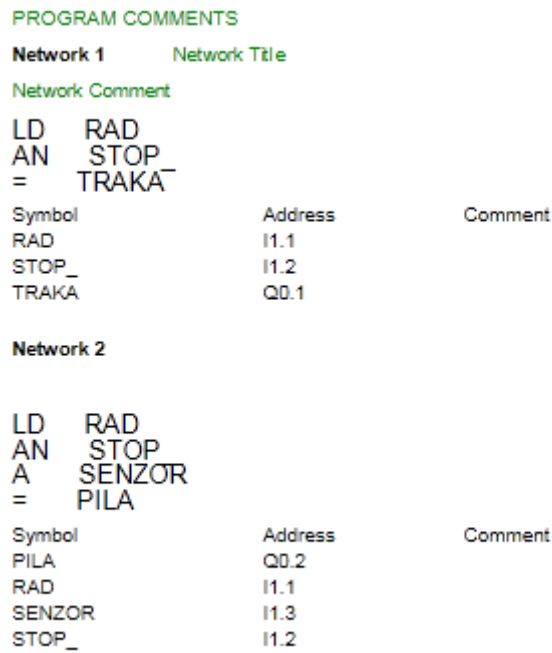 PROGRAM COMMENTS
Network 1 Network Title
Network Comment
LD RAD
AN STOP_
= TRAKA
Symbol Address Comment
RAD I1.1
STOP_ I1.2
TRAKA Q0.1
Network 2
LD RAD
AN STOP_
A SENZOR
= PILA
Symbol Address Comment
PILA Q0.2
RAD I1.1
SENZOR I1.3
STOP_ I1.2